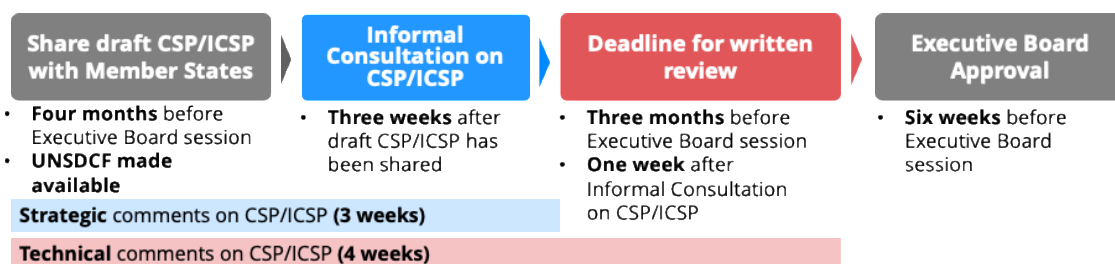 Share draft CSP/ICSP
with Member States
Informal
Consultation on
CSP/ICSP
Deadline for written
review
Executive Board
Approval
• Four months before
Executive Board session
• UNSDCF made
available
• Three weeks after
draft CSP/ICSP has
been shared
• Three months before
Executive Board session
• One week after
Informal Consultation
on CSP/ICSP
• Six weeks before
Executive Board
session
Strategic comments on CSP/ICSP (3 weeks)
Technical comments on CSP/ICSP (4 weeks)